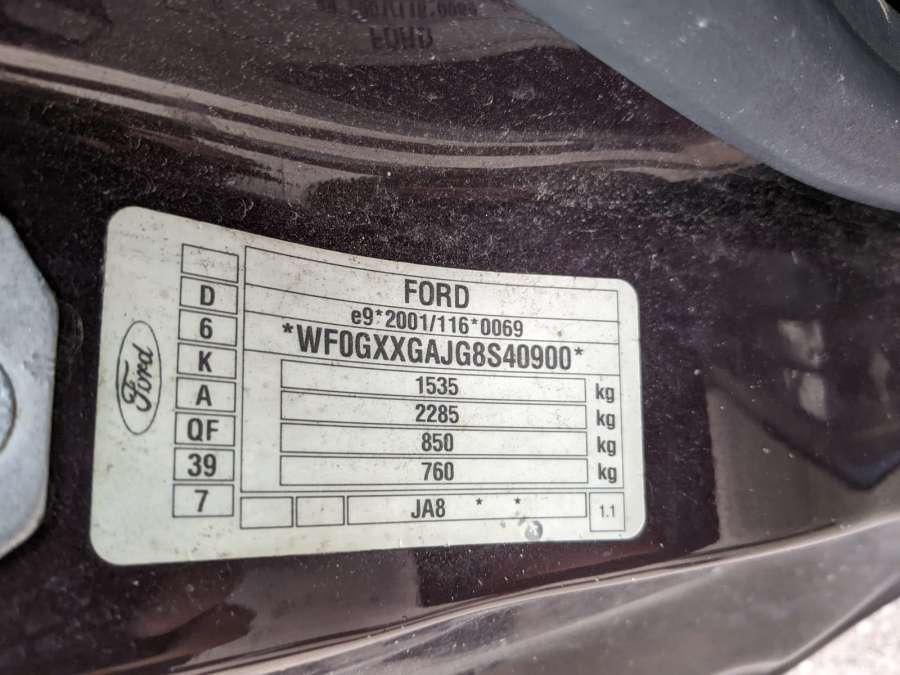 FORD
e9*2001/116*0069
*WF0GXXGAJG8S40900*
1535 kg
2285 kg
850 kg
760 kg
JA8 * * 1.1
D
6
K
A
QF
39
7
Ford
FORD